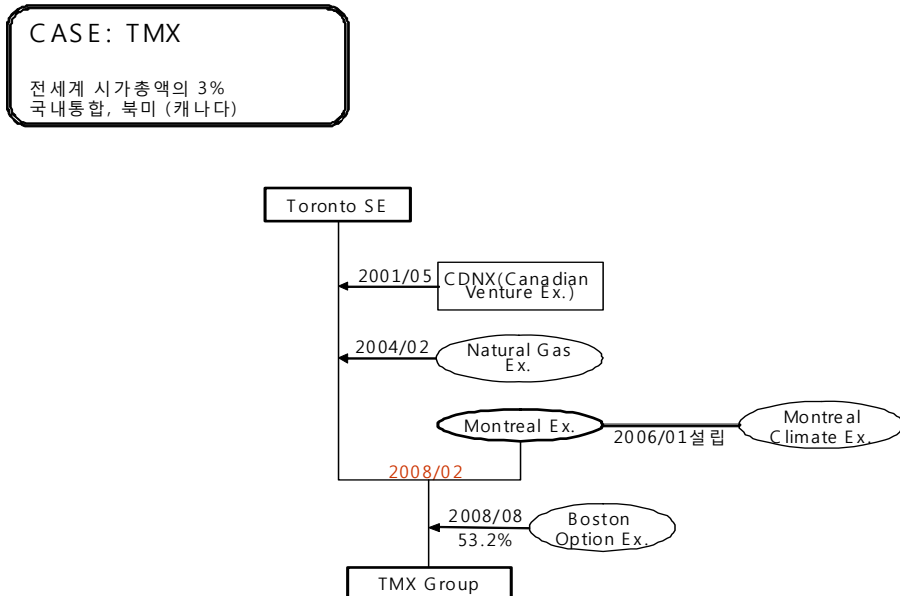 CASE: TMX
전세계 시가총액의 3%
국내통합, 북미 (캐나다)
Toronto SE
2001/05
CDNX(Canadian
Venture Ex.)
2004/02
Natural Gas
Ex.
Montreal Ex.
2006/01설립
Montreal
Climate Ex.
2008/02
2008/08
53.2%
Boston
Option Ex.
TMX Group